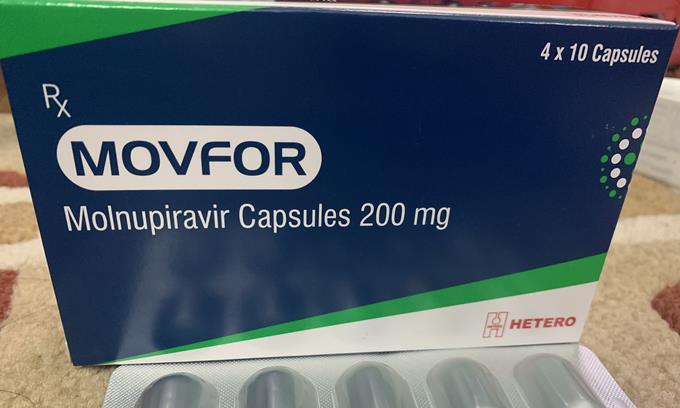 4 x 10 Capsules
Rx
MOVFOR
Molnupiravir Capsules 200 mg
HETERO